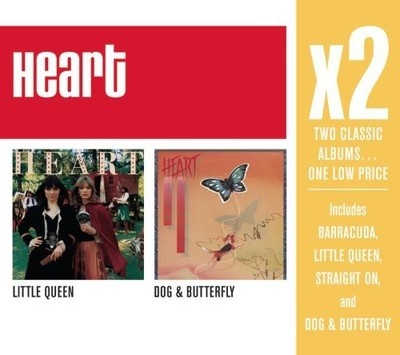 Heart
HEART
HEART
LITTLE QUEEN
DOG & BUTTERFLY
x2
TWO CLASSIC
ALBUMS...
ONE LOW PRICE
Includes
BARRACUDA,
LITTLE QUEEN,
STRAIGHT ON,
and
DOG & BUTTERFLY